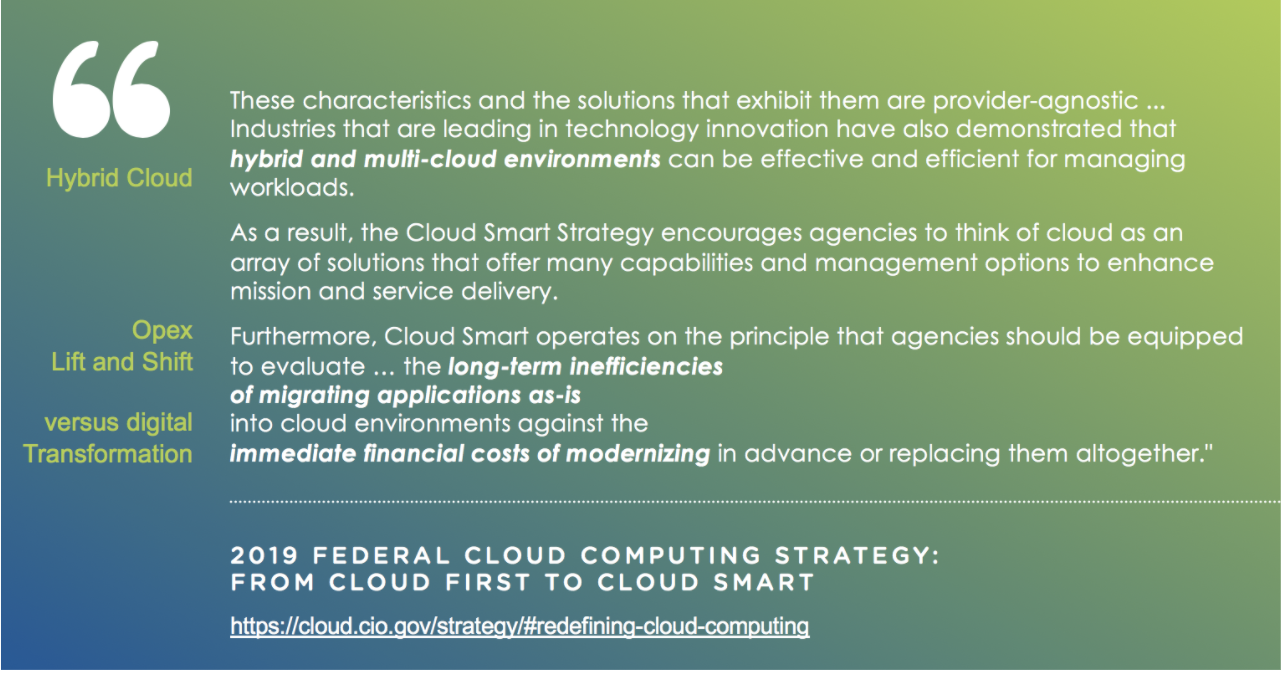 “
These characteristics and the solutions that exhibit them are provider-agnostic ...
Industries that are leading in technology innovation have also demonstrated that
hybrid and multi-cloud environments can be effective and efficient for managing
workloads.
Hybrid Cloud
As a result, the Cloud Smart Strategy encourages agencies to think of cloud as an
array of solutions that offer many capabilities and management options to enhance
mission and service delivery.
Opex
Lift and Shift
versus digital
Transformation
Furthermore, Cloud Smart operates on the principle that agencies should be equipped
to evaluate ... the long-term inefficiencies
of migrating applications as-is
into cloud environments against the
immediate financial costs of modernizing in advance or replacing them altogether."
2019 FEDERAL CLOUD COMPUTING STRATEGY:
FROM CLOUD FIRST TO CLOUD SMART
https://cloud.cio.gov/strategy/#redefining-cloud-computing